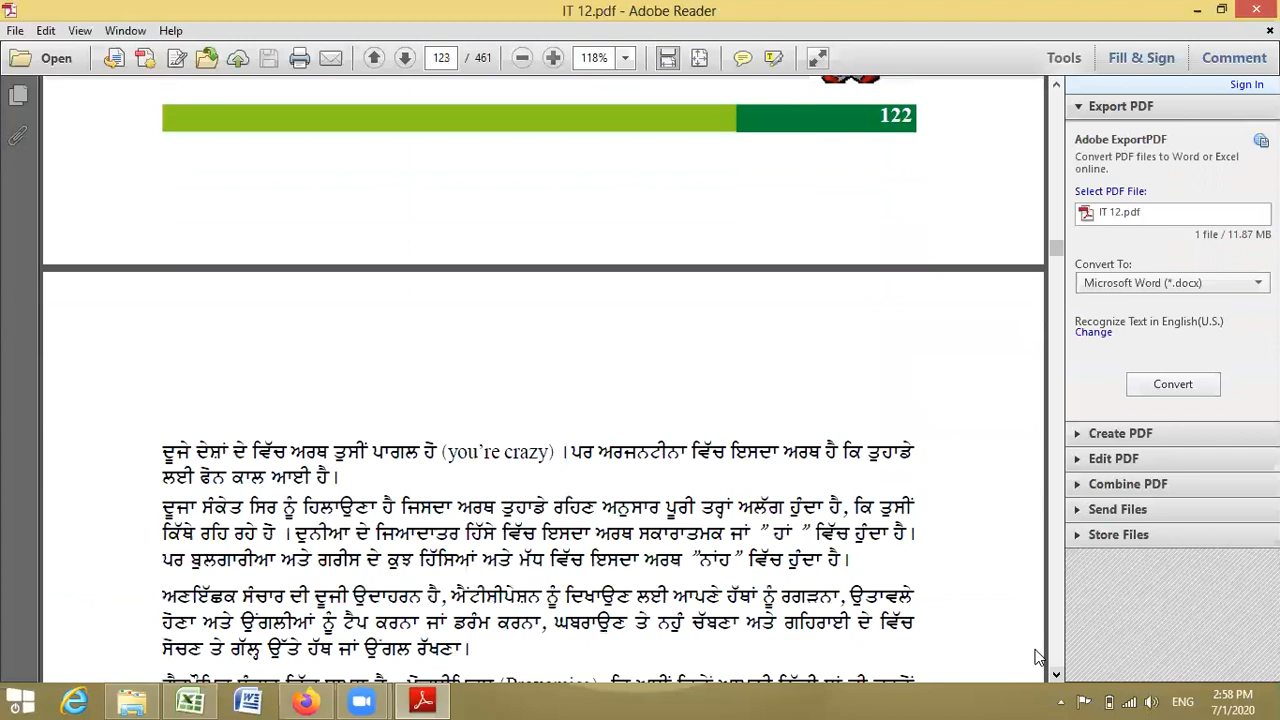 IT 12.pdf - Adobe Reader
File Edit View Window Help
Open 123 / 461 118% Tools Fill & Sign Comment
Sign In
122
Export PDF
Adobe ExportPDF
Convert PDF files to Word or Excel
online.
Select PDF File:
IT 12.pdf
1 file / 11.87 MB
Convert To:
Microsoft Word (*.docx)
Recognize Text in English(U.S.)
Change
Convert
Create PDF
Edit PDF
Combine PDF
Send Files
Store Files
ਦੂਜੇ ਦੇਸ਼ਾਂ ਦੇ ਵਿੱਚ ਅਰਥ ਤੁਸੀਂ ਪਾਗਲ ਹੋ (you're crazy) । ਪਰ ਅਰਜਨਟੀਨਾ ਵਿੱਚ ਇਸਦਾ ਅਰਥ ਹੈ ਕਿ ਤੁਹਾਡੇ
ਲਈ ਫੋਨ ਕਾਲ ਆਈ ਹੈ।
ਦੂਜਾ ਸੰਕੇਤ ਸਿਰ ਨੂੰ ਹਿਲਾਉਣਾ ਹੈ ਜਿਸਦਾ ਅਰਥ ਤੁਹਾਡੇ ਰਹਿਣ ਅਨੁਸਾਰ ਪੂਰੀ ਤਰ੍ਹਾਂ ਅਲੱਗ ਹੁੰਦਾ ਹੈ, ਕਿ ਤੁਸੀਂ
ਕਿੱਥੇ ਰਹਿ ਰਹੇ ਹੋ । ਦੁਨੀਆ ਦੇ ਜਿਆਦਾਤਰ ਹਿੱਸੇ ਵਿੱਚ ਇਸਦਾ ਅਰਥ ਸਕਾਰਾਤਮਕ ਜਾਂ " ਹਾਂ " ਵਿੱਚ ਹੁੰਦਾ ਹੈ।
ਪਰ ਬੁਲਗਾਰੀਆ ਅਤੇ ਗਰੀਸ ਦੇ ਕੁਝ ਹਿੱਸਿਆਂ ਅਤੇ ਮੱਧ ਵਿੱਚ ਇਸਦਾ ਅਰਥ "ਨਾਂਹ" ਵਿੱਚ ਹੁੰਦਾ ਹੈ।
ਅਣਇੱਛਕ ਸੰਚਾਰ ਦੀ ਦੂਜੀ ਉਦਾਹਰਨ ਹੈ, ਐਂਟੀਸੀਪੇਸ਼ਨ ਨੂੰ ਦਿਖਾਉਣ ਲਈ ਆਪਣੇ ਹੱਥਾਂ ਨੂੰ ਰਗੜਨਾ, ਉਤਾਵਲੇ
ਹੋਣਾ ਅਤੇ ਉਂਗਲੀਆਂ ਨੂੰ ਟੈਪ ਕਰਨਾ ਜਾਂ ਡਰੰਮ ਕਰਨਾ, ਘਬਰਾਉਣ ਤੇ ਨਹੁੰ ਚੱਬਣਾ ਅਤੇ ਗਹਿਰਾਈ ਦੇ ਵਿੱਚ
ਸੋਚਣ ਤੇ ਗੱਲ੍ਹ ਉੱਤੇ ਹੱਥ ਜਾਂ ਉਂਗਲ ਰੱਖਣਾ।
ENG
2:58 PM
7/1/2020